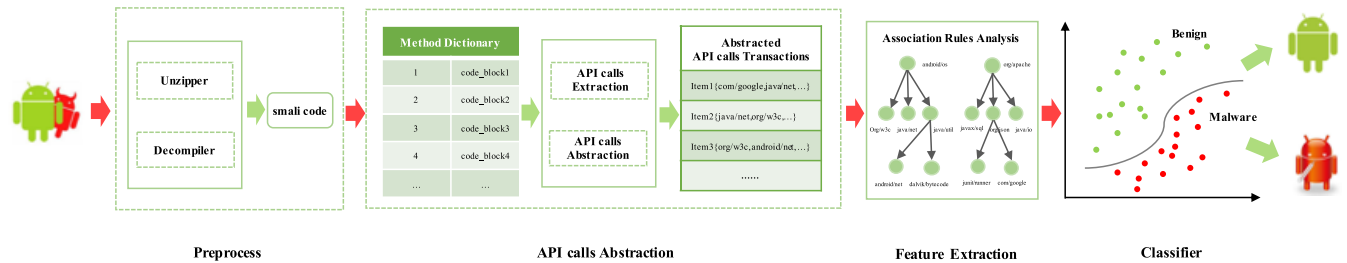 Unzipper
Decompiler
smali code
Preprocess
Method Dictionary
1 code_block1
2 code_block2
3 code_block3
4 code_block4
... ...
API calls
Extraction
API calls
Abstraction
Abstracted
API calls Transactions
Item1{com/google,java/net,...}
Item2{java/net,org/w3c,...}
Item3{org/w3c,android/net,...}
......
API calls Abstraction
Association Rules Analysis
android/os
org/apache
Org/w3c
java/net
java/util
javax/sql
org/json
java/io
android/net
dalvik/bytecode
junit/runner
com/google
Feature Extraction
Benign
Malware
Classifier